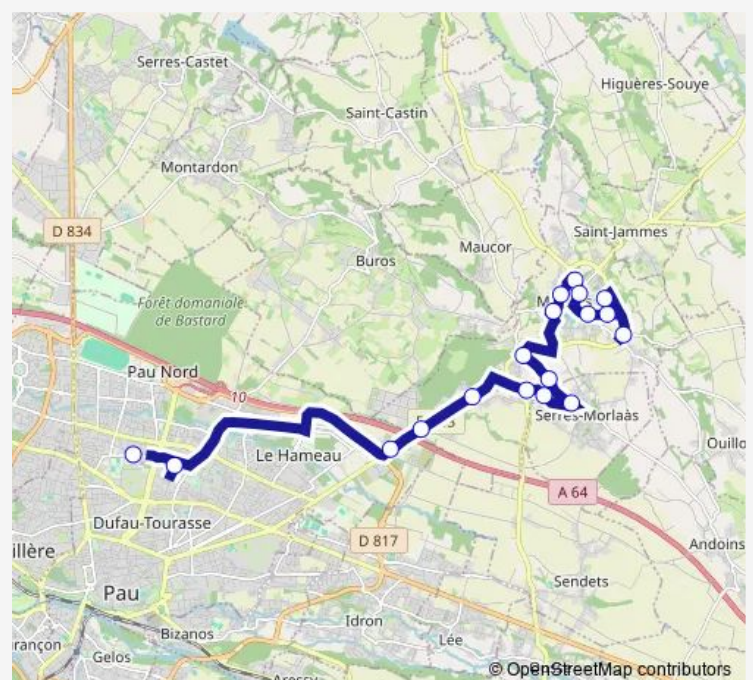 Serres-Castet
Higuères-Souye
Saint-Castin
Montardon
D 834
Saint-Jammes
Maucor
Buros
Forêt domaniale
de Bastard
Pau Nord
10
Serres-Morlaàs
Le Hameau
Ouillo
A 64
Dufau-Tourasse
illère
D 817
Andoins
Sendets
Pau
Idron
Bizanos
Lée
rançon
Gelos
© OpenStreetMap contributors